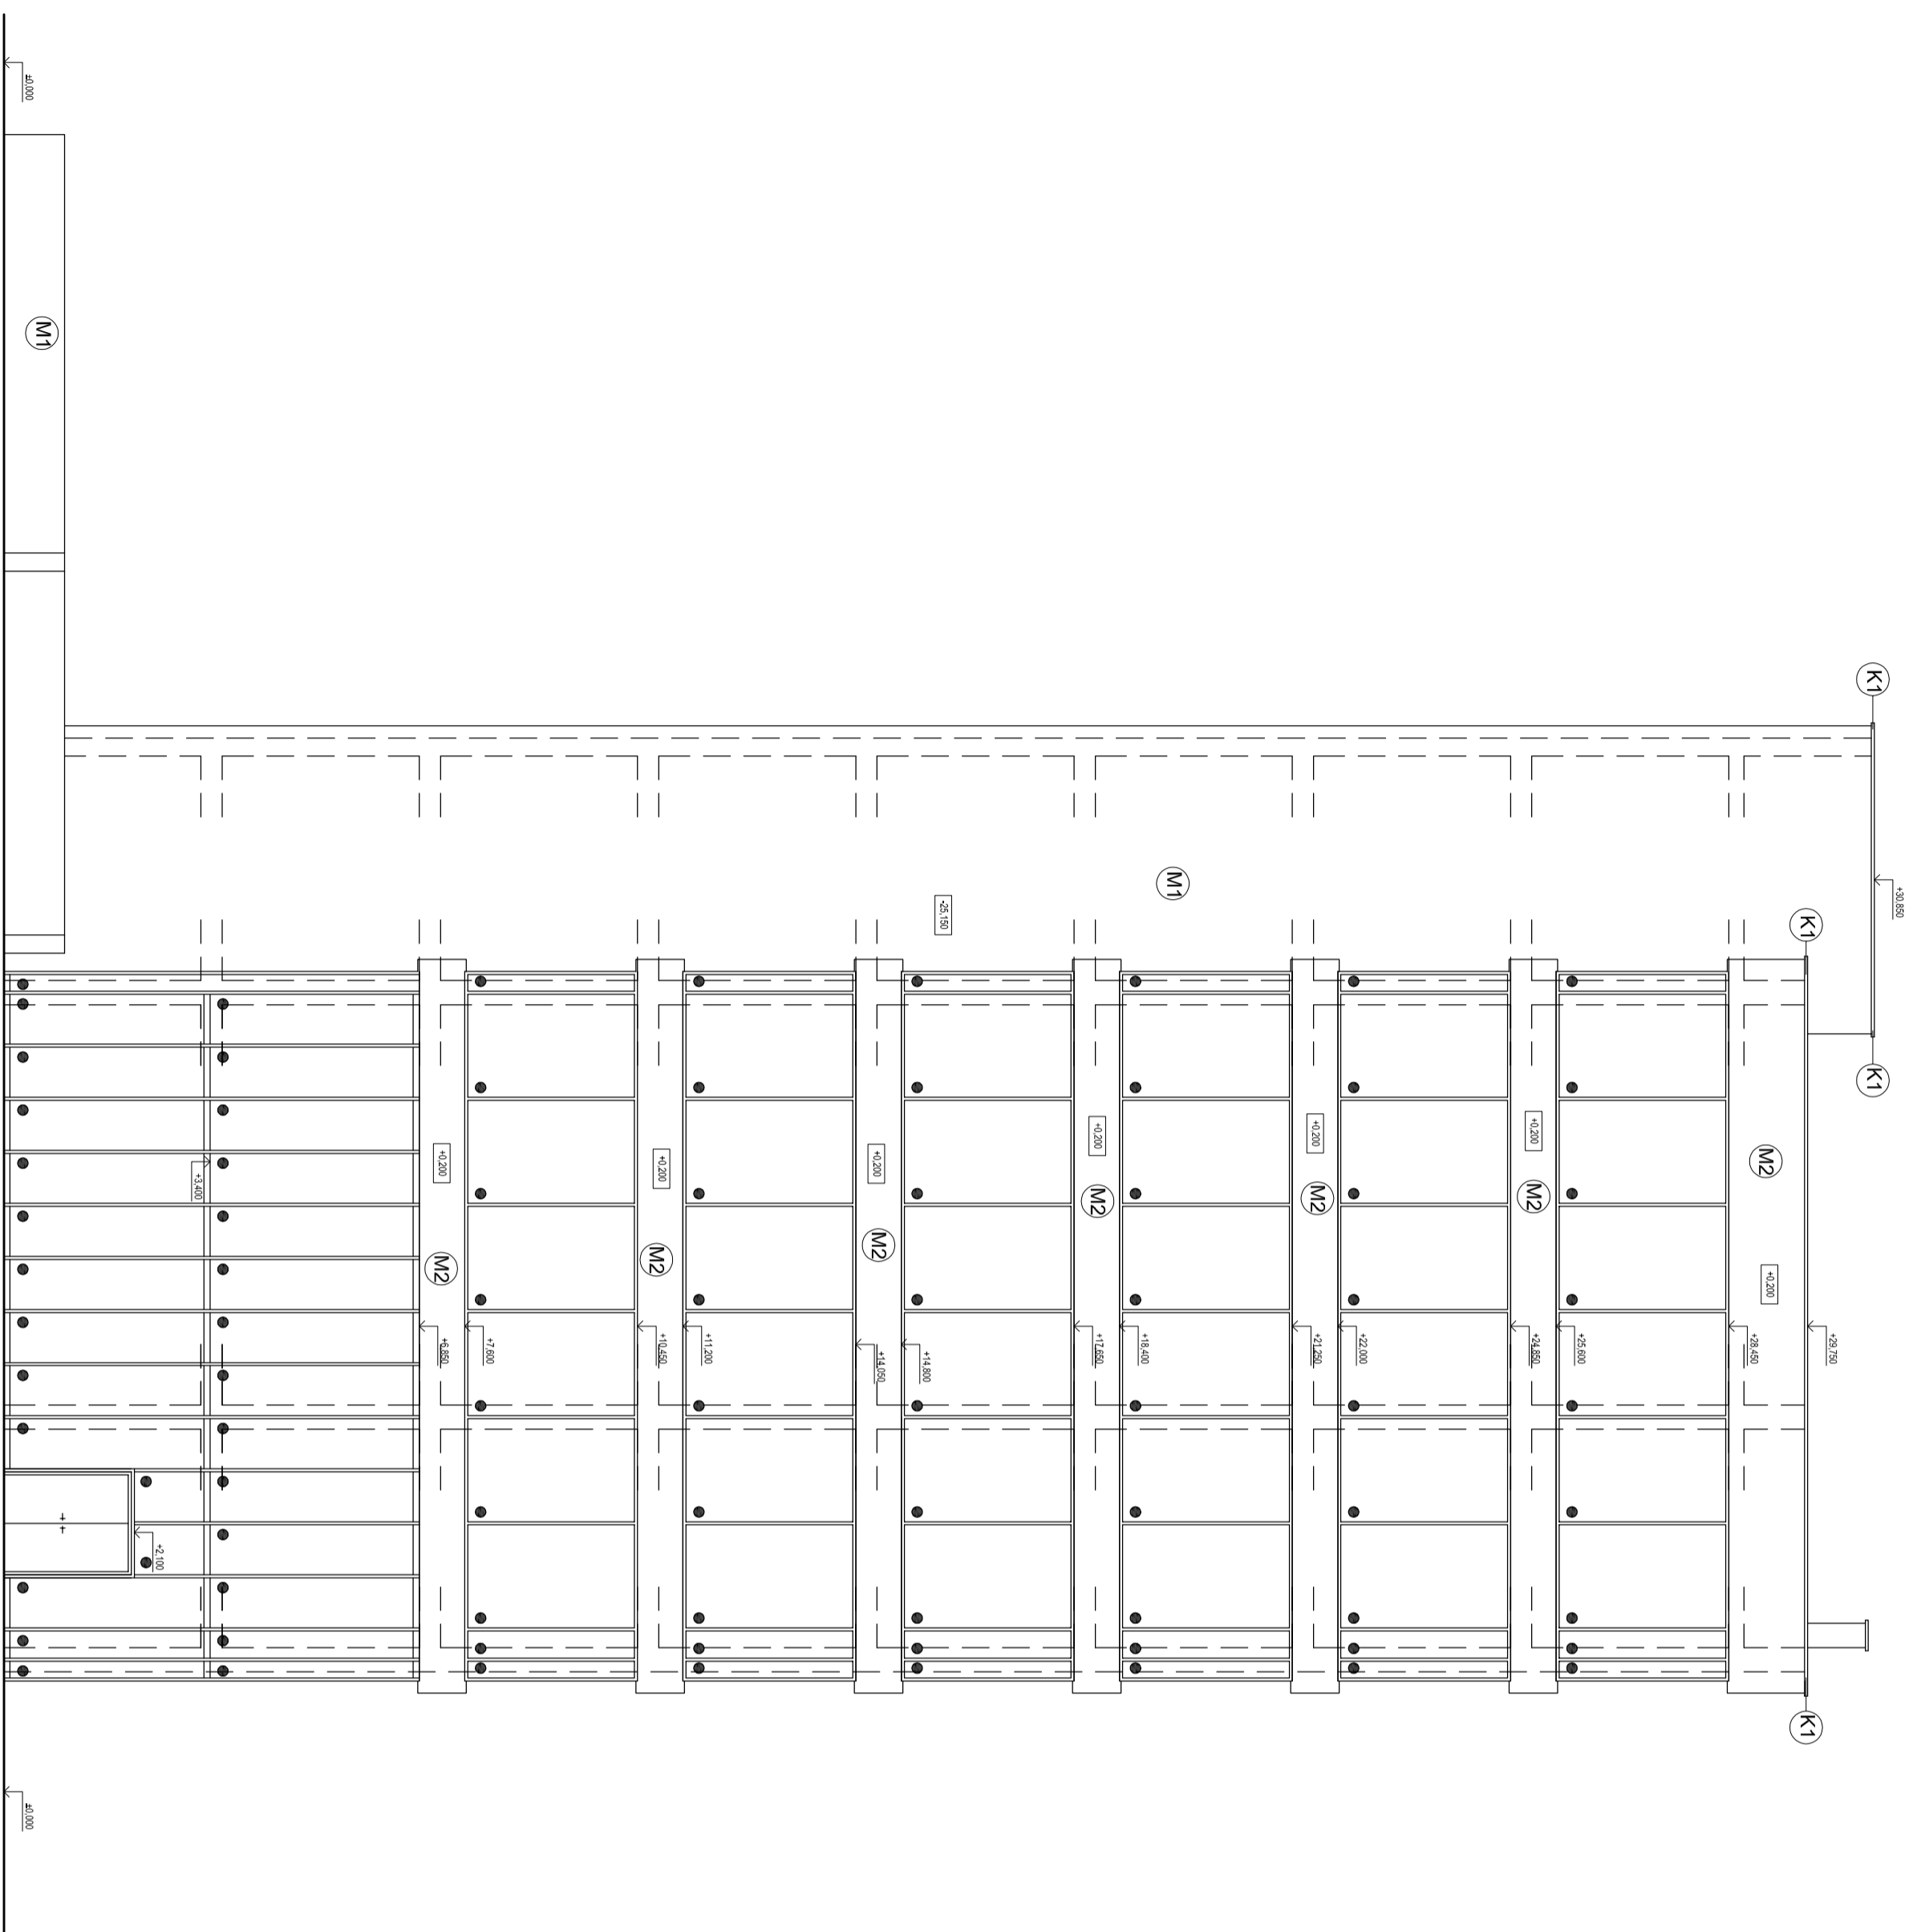 +30,850
K1
K1
+29,750
K1
K1
M2
+0,200
+28,450
+25,600
+0,200
M2
+24,850
+22,000
+0,200
M2
+21,250
M1
+18,400
+0,200
M2
+17,650
-25,150
+14,800
+0,200
M2
+14,050
+11,200
+0,200
M2
+10,450
+7,600
+0,200
M2
+6,850
+3,400
+2,100
M1
±0,000
±0,000